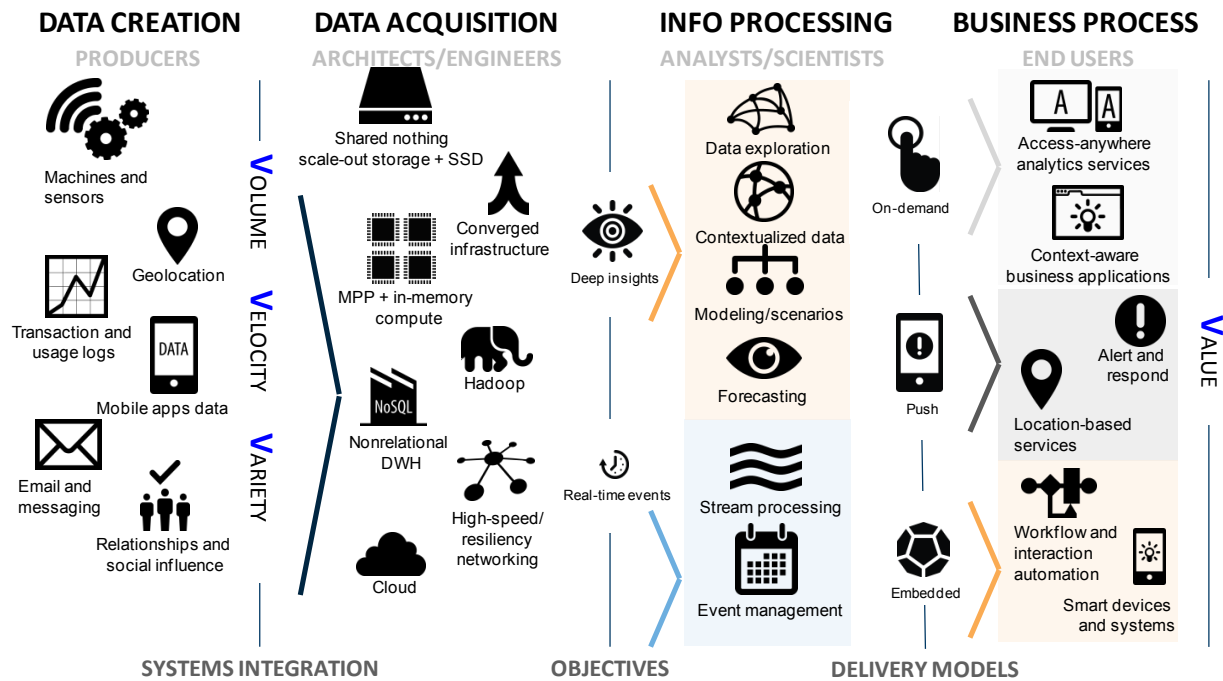 DATA CREATION
PRODUCERS
Machines and
sensors
Geolocation
Transaction and
usage logs
DATA
Mobile apps data
Email and
messaging
Relationships and
social influence
VOLUME
VELOCITY
VARIETY
SYSTEMS INTEGRATION
DATA ACQUISITION
ARCHITECTS/ENGINEERS
Shared nothing
scale-out storage + SSD
Converged
infrastructure
MPP + in-memory
compute
Hadoop
NoSQL
Nonrelational
DWH
High-speed/
resiliency
networking
Cloud
Deep insights
Real-time events
OBJECTIVES
INFO PROCESSING
ANALYSTS/SCIENTISTS
Data exploration
Contextualized data
Modeling/scenarios
Forecasting
Stream processing
Event management
On-demand
Push
Embedded
DELIVERY MODELS
BUSINESS PROCESS
END USERS
A
A
Access-anywhere
analytics services
Context-aware
business applications
Alert and
respond
Location-based
services
Workflow and
interaction
automation
Smart devices
and systems
VALUE